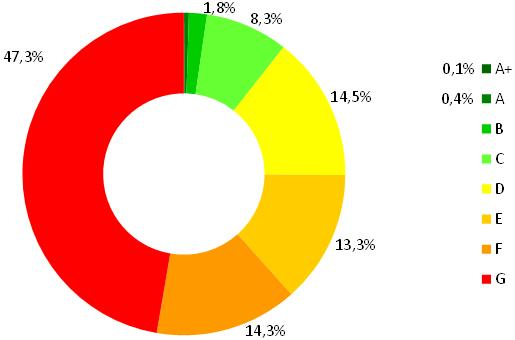 1,8%
8,3%
47,3%
14,5%
13,3%
14,3%
0,1% A+
0,4% A
B
C
D
E
F
G